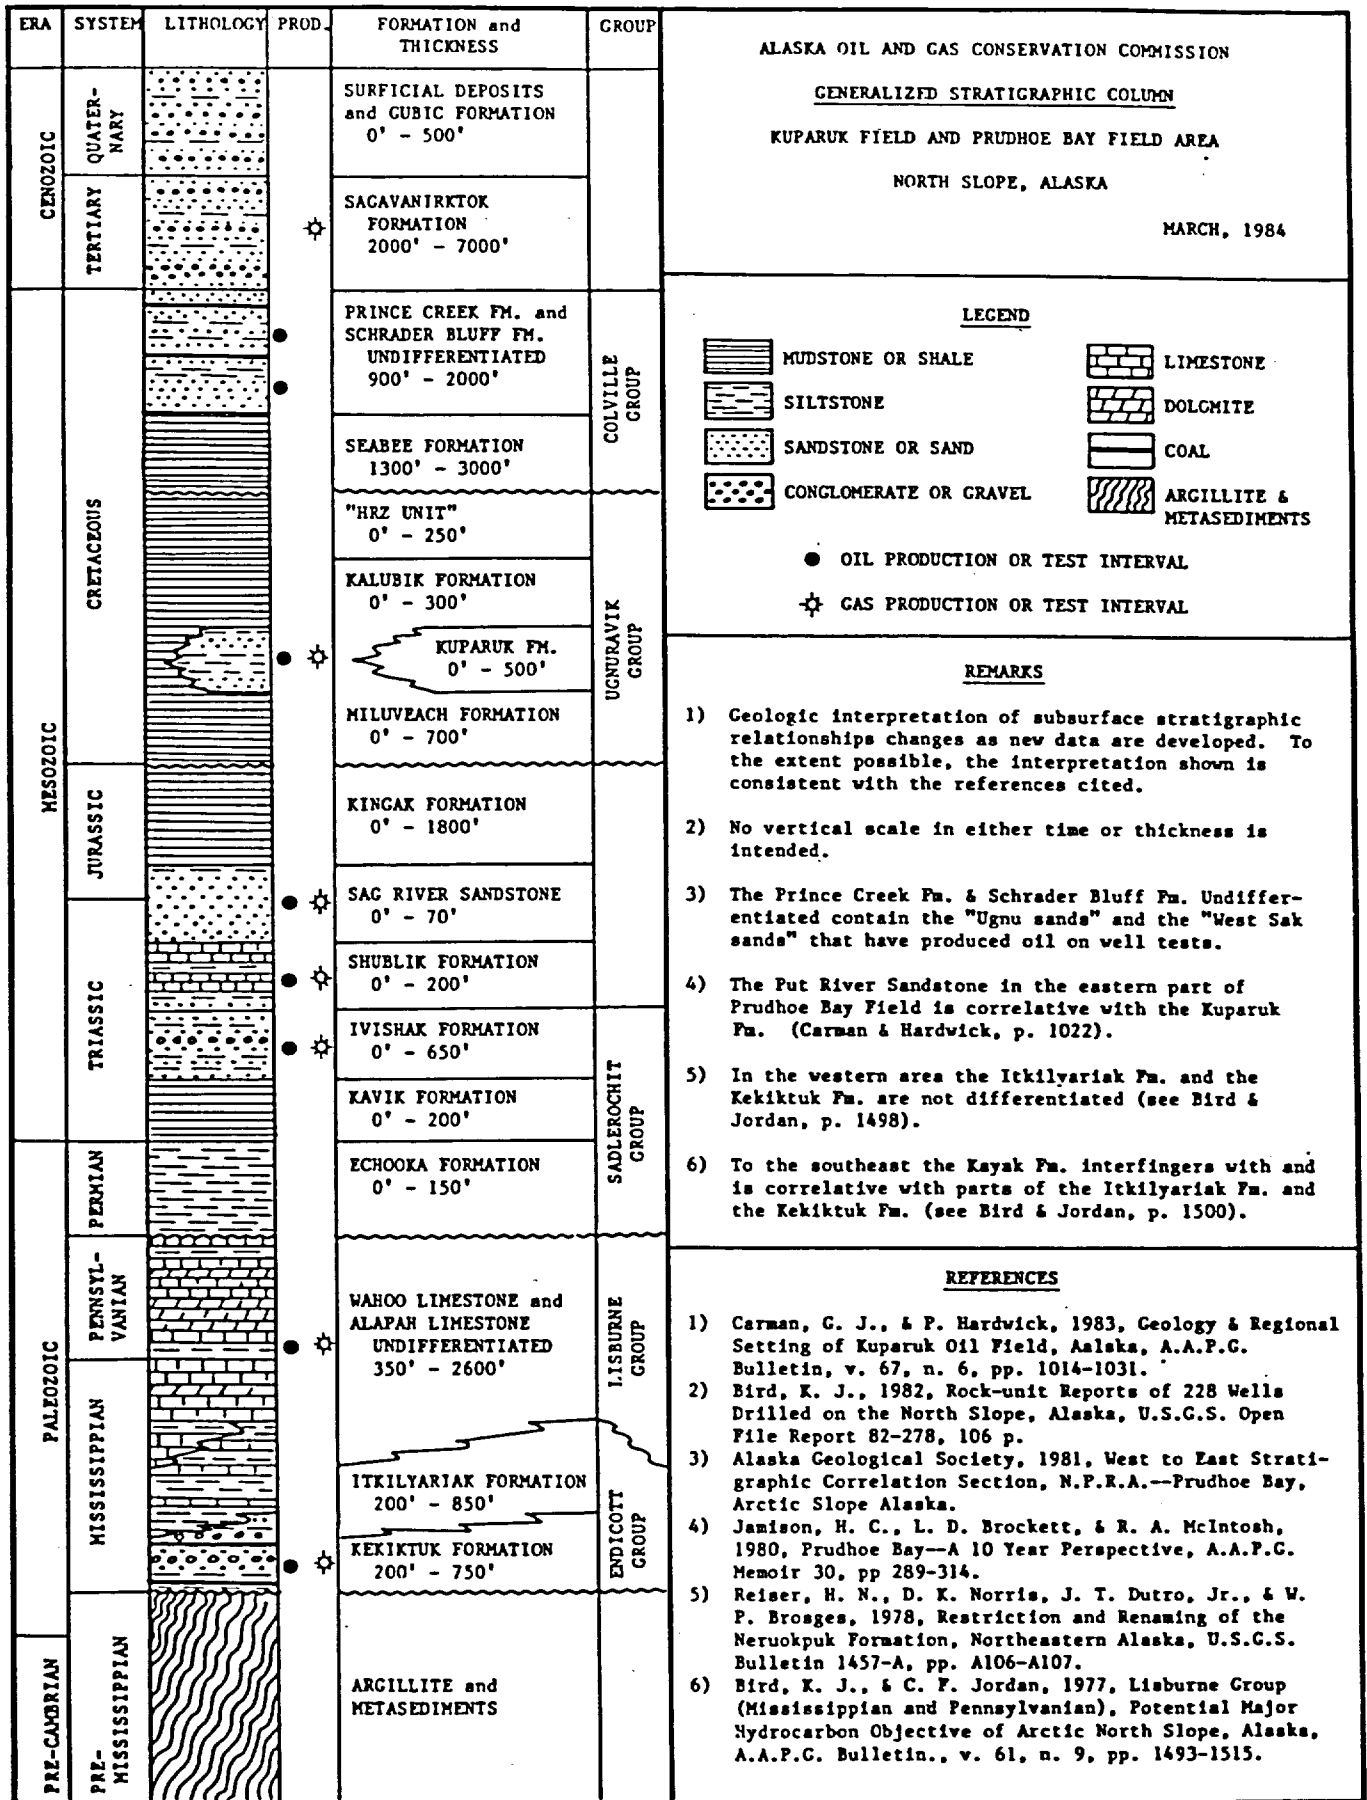 ERA SYSTEM LITHOLOGY PROD. FORMATION and THICKNESS GROUP
CENOZOIC
QUATER-
NARY
TERTIARY
SURFICIAL DEPOSITS
and GUBIC FORMATION
0' - 500'
SAGAVANIRKTOK
FORMATION
2000' - 7000'
MESOZOIC
CRETACEOUS
JURASSIC
TRIASSIC
PRINCE CREEK FM. and
SCHRADER BLUFF FM.
UNDIFFERENTIATED
900' - 2000'
SEABEE FORMATION
1300' - 3000'
COLVILLE
GROUP
"HRZ UNIT"
0' - 250'
KALUBIK FORMATION
0' - 300'
KUPARUK FM.
0' - 500'
MILUVEACH FORMATION
0' - 700'
UGNURAVIK
GROUP
KINGAK FORMATION
0' - 1800'
SAG RIVER SANDSTONE
0' - 70'
SHUBLIK FORMATION
0' - 200'
IVISHAK FORMATION
0' - 650'
KAVIK FORMATION
0' - 200'
SADLEROCHIT
GROUP
PALEOZOIC
PERMIAN
PENNSYL-
VANIAN
MISSISSIPPIAN
ECHOOKA FORMATION
0' - 150'
WAHOO LIMESTONE and
ALAPAH LIMESTONE
UNDIFFERENTIATED
350' - 2600'
LISBURNE
GROUP
ITKILYARIAK FORMATION
200' - 850'
KEKIKTUK FORMATION
200' - 750'
ENDICOTT
GROUP
PRE-CAMBRIAN
PRE-
MISSISSIPPIAN
ARGILLITE and
METASEDIMENTS
ALASKA OIL AND GAS CONSERVATION COMMISSION
GENERALIZED STRATIGRAPHIC COLUMN
KUPARUK FIELD AND PRUDHOE BAY FIELD AREA
NORTH SLOPE, ALASKA
MARCH, 1984
LEGEND
MUDSTONE OR SHALE
SILTSTONE
SANDSTONE OR SAND
CONGLOMERATE OR GRAVEL
LIMESTONE
DOLOMITE
COAL
ARGILLITE &
METASEDIMENTS
OIL PRODUCTION OR TEST INTERVAL
GAS PRODUCTION OR TEST INTERVAL
REMARKS
1) Geologic interpretation of subsurface stratigraphic
relationships changes as new data are developed. To
the extent possible, the interpretation shown is
consistent with the references cited.
2) No vertical scale in either time or thickness is
intended.
3) The Prince Creek Fm. & Schrader Bluff Fm. Undiffer-
entiated contain the "Ugnu sands" and the "West Sak
sands" that have produced oil on well tests.
4) The Put River Sandstone in the eastern part of
Prudhoe Bay Field is correlative with the Kuparuk
Fm. (Carman & Hardwick, p. 1022).
5) In the western area the Itkilyariak Fm. and the
Kekiktuk Fm. are not differentiated (see Bird &
Jordan, p. 1498).
6) To the southeast the Kayak Fm. interfingers with and
is correlative with parts of the Itkilyariak Fm. and
the Kekiktuk Fm. (see Bird & Jordan, p. 1500).
REFERENCES
1) Carman, G. J., & P. Hardwick, 1983, Geology & Regional
Setting of Kuparuk Oil Field, Aalska, A.A.P.G.
Bulletin, v. 67, n. 6, pp. 1014-1031.
2) Bird, K. J., 1982, Rock-unit Reports of 228 Wells
Drilled on the North Slope, Alaska, U.S.G.S. Open
File Report 82-278, 106 p.
3) Alaska Geological Society, 1981, West to East Strati-
graphic Correlation Section, N.P.R.A.--Prudhoe Bay,
Arctic Slope Alaska.
4) Jamison, H. C., L. D. Brockett, & R. A. McIntosh,
1980, Prudhoe Bay--A 10 Year Perspective, A.A.P.G.
Memoir 30, pp 289-314.
5) Reiser, H. N., D. K. Norris, J. T. Dutro, Jr., & W.
P. Brosges, 1978, Restriction and Renaming of the
Neruokpuk Formation, Northeastern Alaska, U.S.G.S.
Bulletin 1457-A, pp. A106-A107.
6) Bird, K. J., & C. F. Jordan, 1977, Lisburne Group
(Mississippian and Pennsylvanian), Potential Major
Hydrocarbon Objective of Arctic North Slope, Alaska,
A.A.P.G. Bulletin., v. 61, n. 9, pp. 1493-1515.